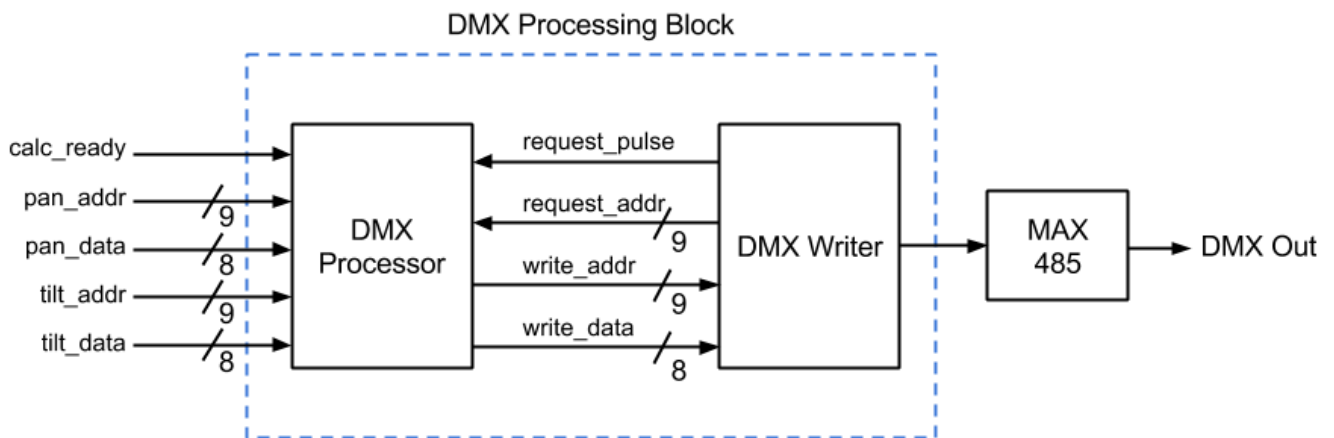 DMX Processing Block
calc_ready
pan_addr
9
pan_data
8
tilt_addr
9
tilt_data
8
DMX
Processor
request_pulse
request_addr
9
write_addr
9
write_data
8
DMX Writer
MAX
485
DMX Out